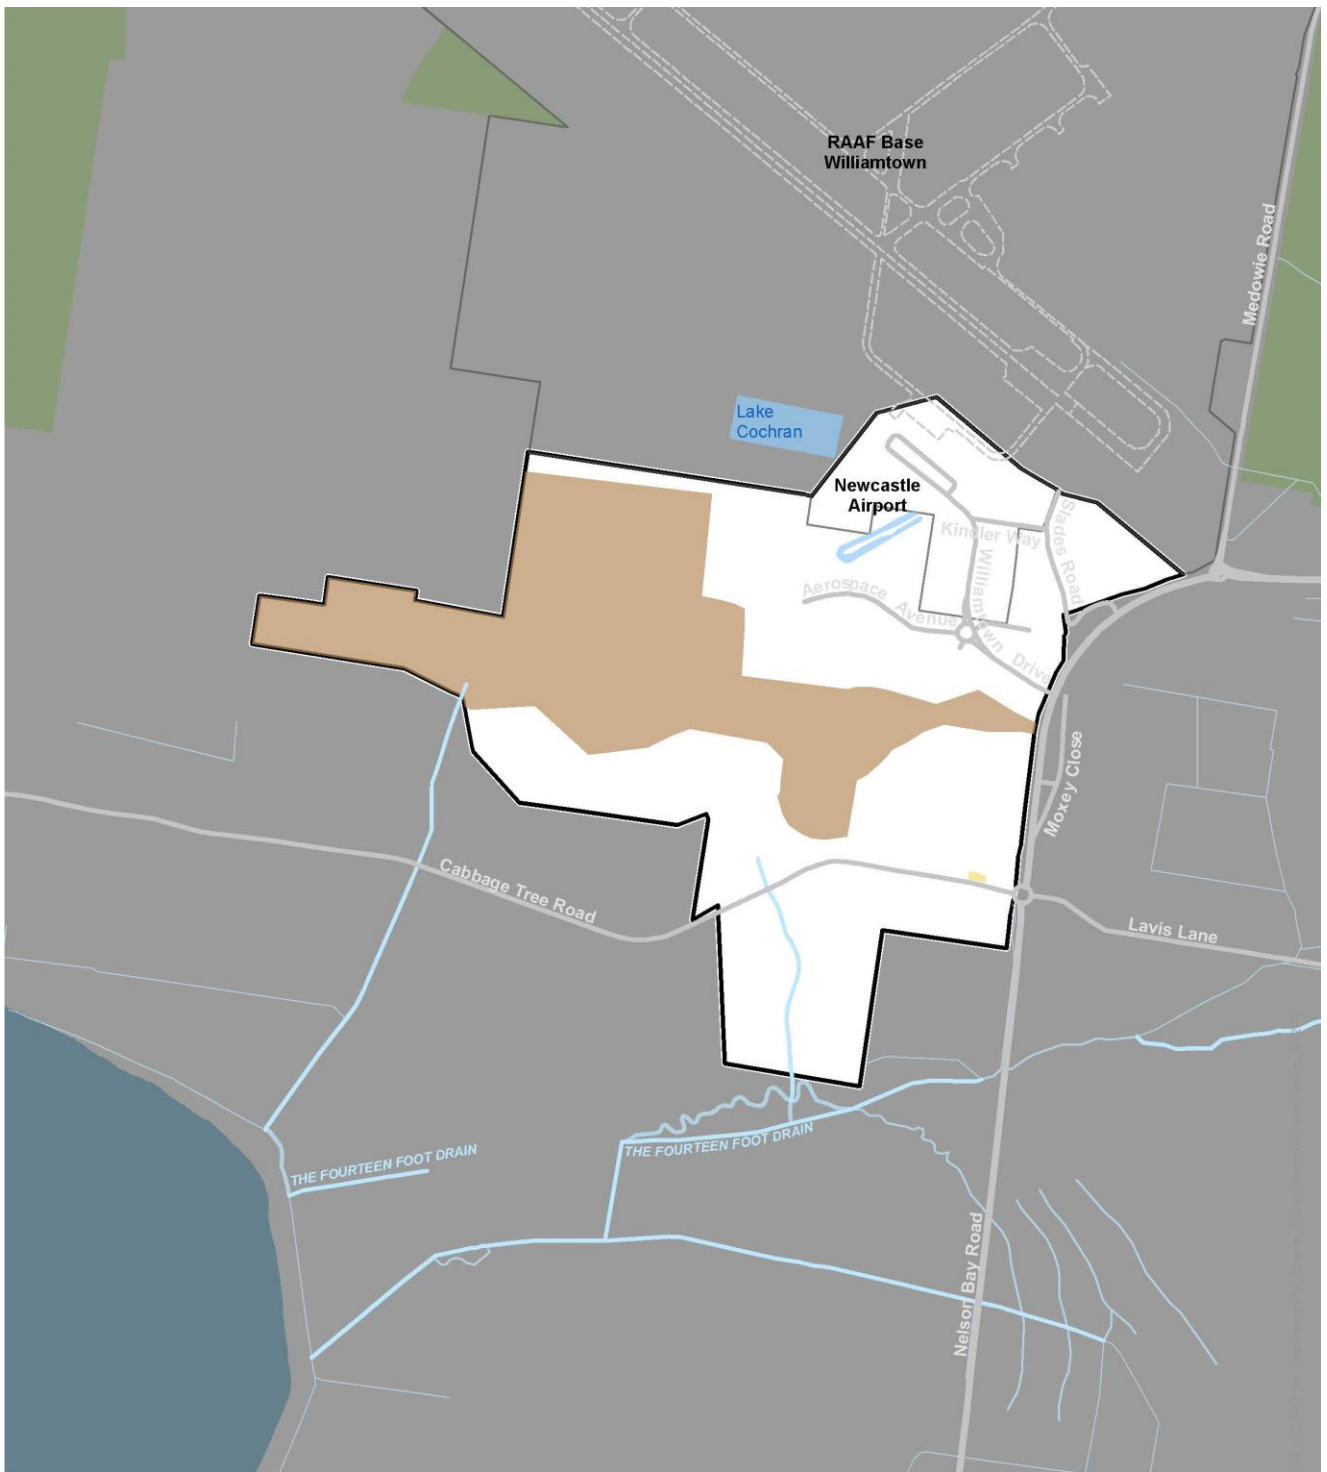 RAAF Base
Williamtown
Medowie Road
Lake
Cochran
Newcastle
Airport
Kindler Way
Slades Road
Aerospace Avenue
Williamtown Drive
Moxey Close
Cabbage Tree Road
Lavis Lane
THE FOURTEEN FOOT DRAIN
THE FOURTEEN FOOT DRAIN
Nelson Bay Road